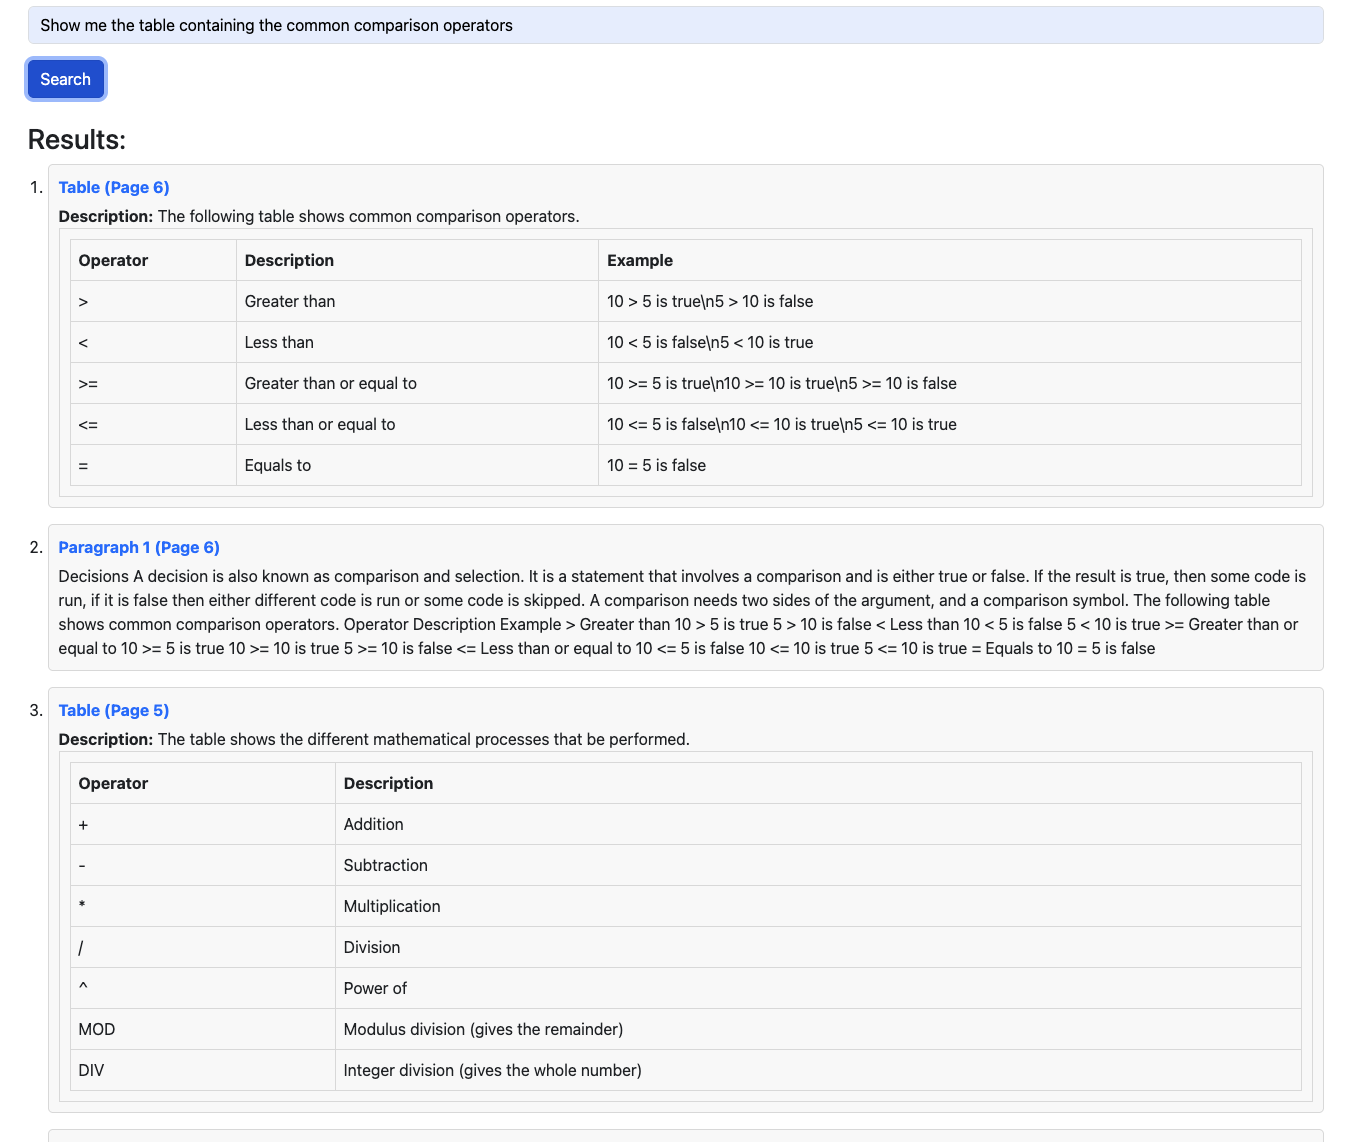 Show me the table containing the common comparison operators
Search
Results:
1. Table (Page 6)
Description: The following table shows common comparison operators.
Operator Description Example
> Greater than 10 > 5 is true\n5 > 10 is false
< Less than 10 < 5 is false\n5 < 10 is true
>= Greater than or equal to 10 >= 5 is true\n10 >= 10 is true\n5 >= 10 is false
<= Less than or equal to 10 <= 5 is false\n10 <= 10 is true\n5 <= 10 is true
= Equals to 10 = 5 is false
2. Paragraph 1 (Page 6)
Decisions A decision is also known as comparison and selection. It is a statement that involves a comparison and is either true or false. If the result is true, then some code is
run, if it is false then either different code is run or some code is skipped. A comparison needs two sides of the argument, and a comparison symbol. The following table
shows common comparison operators. Operator Description Example > Greater than 10 > 5 is true 5 > 10 is false < Less than 10 < 5 is false 5 < 10 is true >= Greater than or
equal to 10 >= 5 is true 10 >= 10 is true 5 >= 10 is false <= Less than or equal to 10 <= 5 is false 10 <= 10 is true 5 <= 10 is true = Equals to 10 = 5 is false
3. Table (Page 5)
Description: The table shows the different mathematical processes that be performed.
Operator Description
+ Addition
- Subtraction
* Multiplication
/ Division
^ Power of
MOD Modulus division (gives the remainder)
DIV Integer division (gives the whole number)